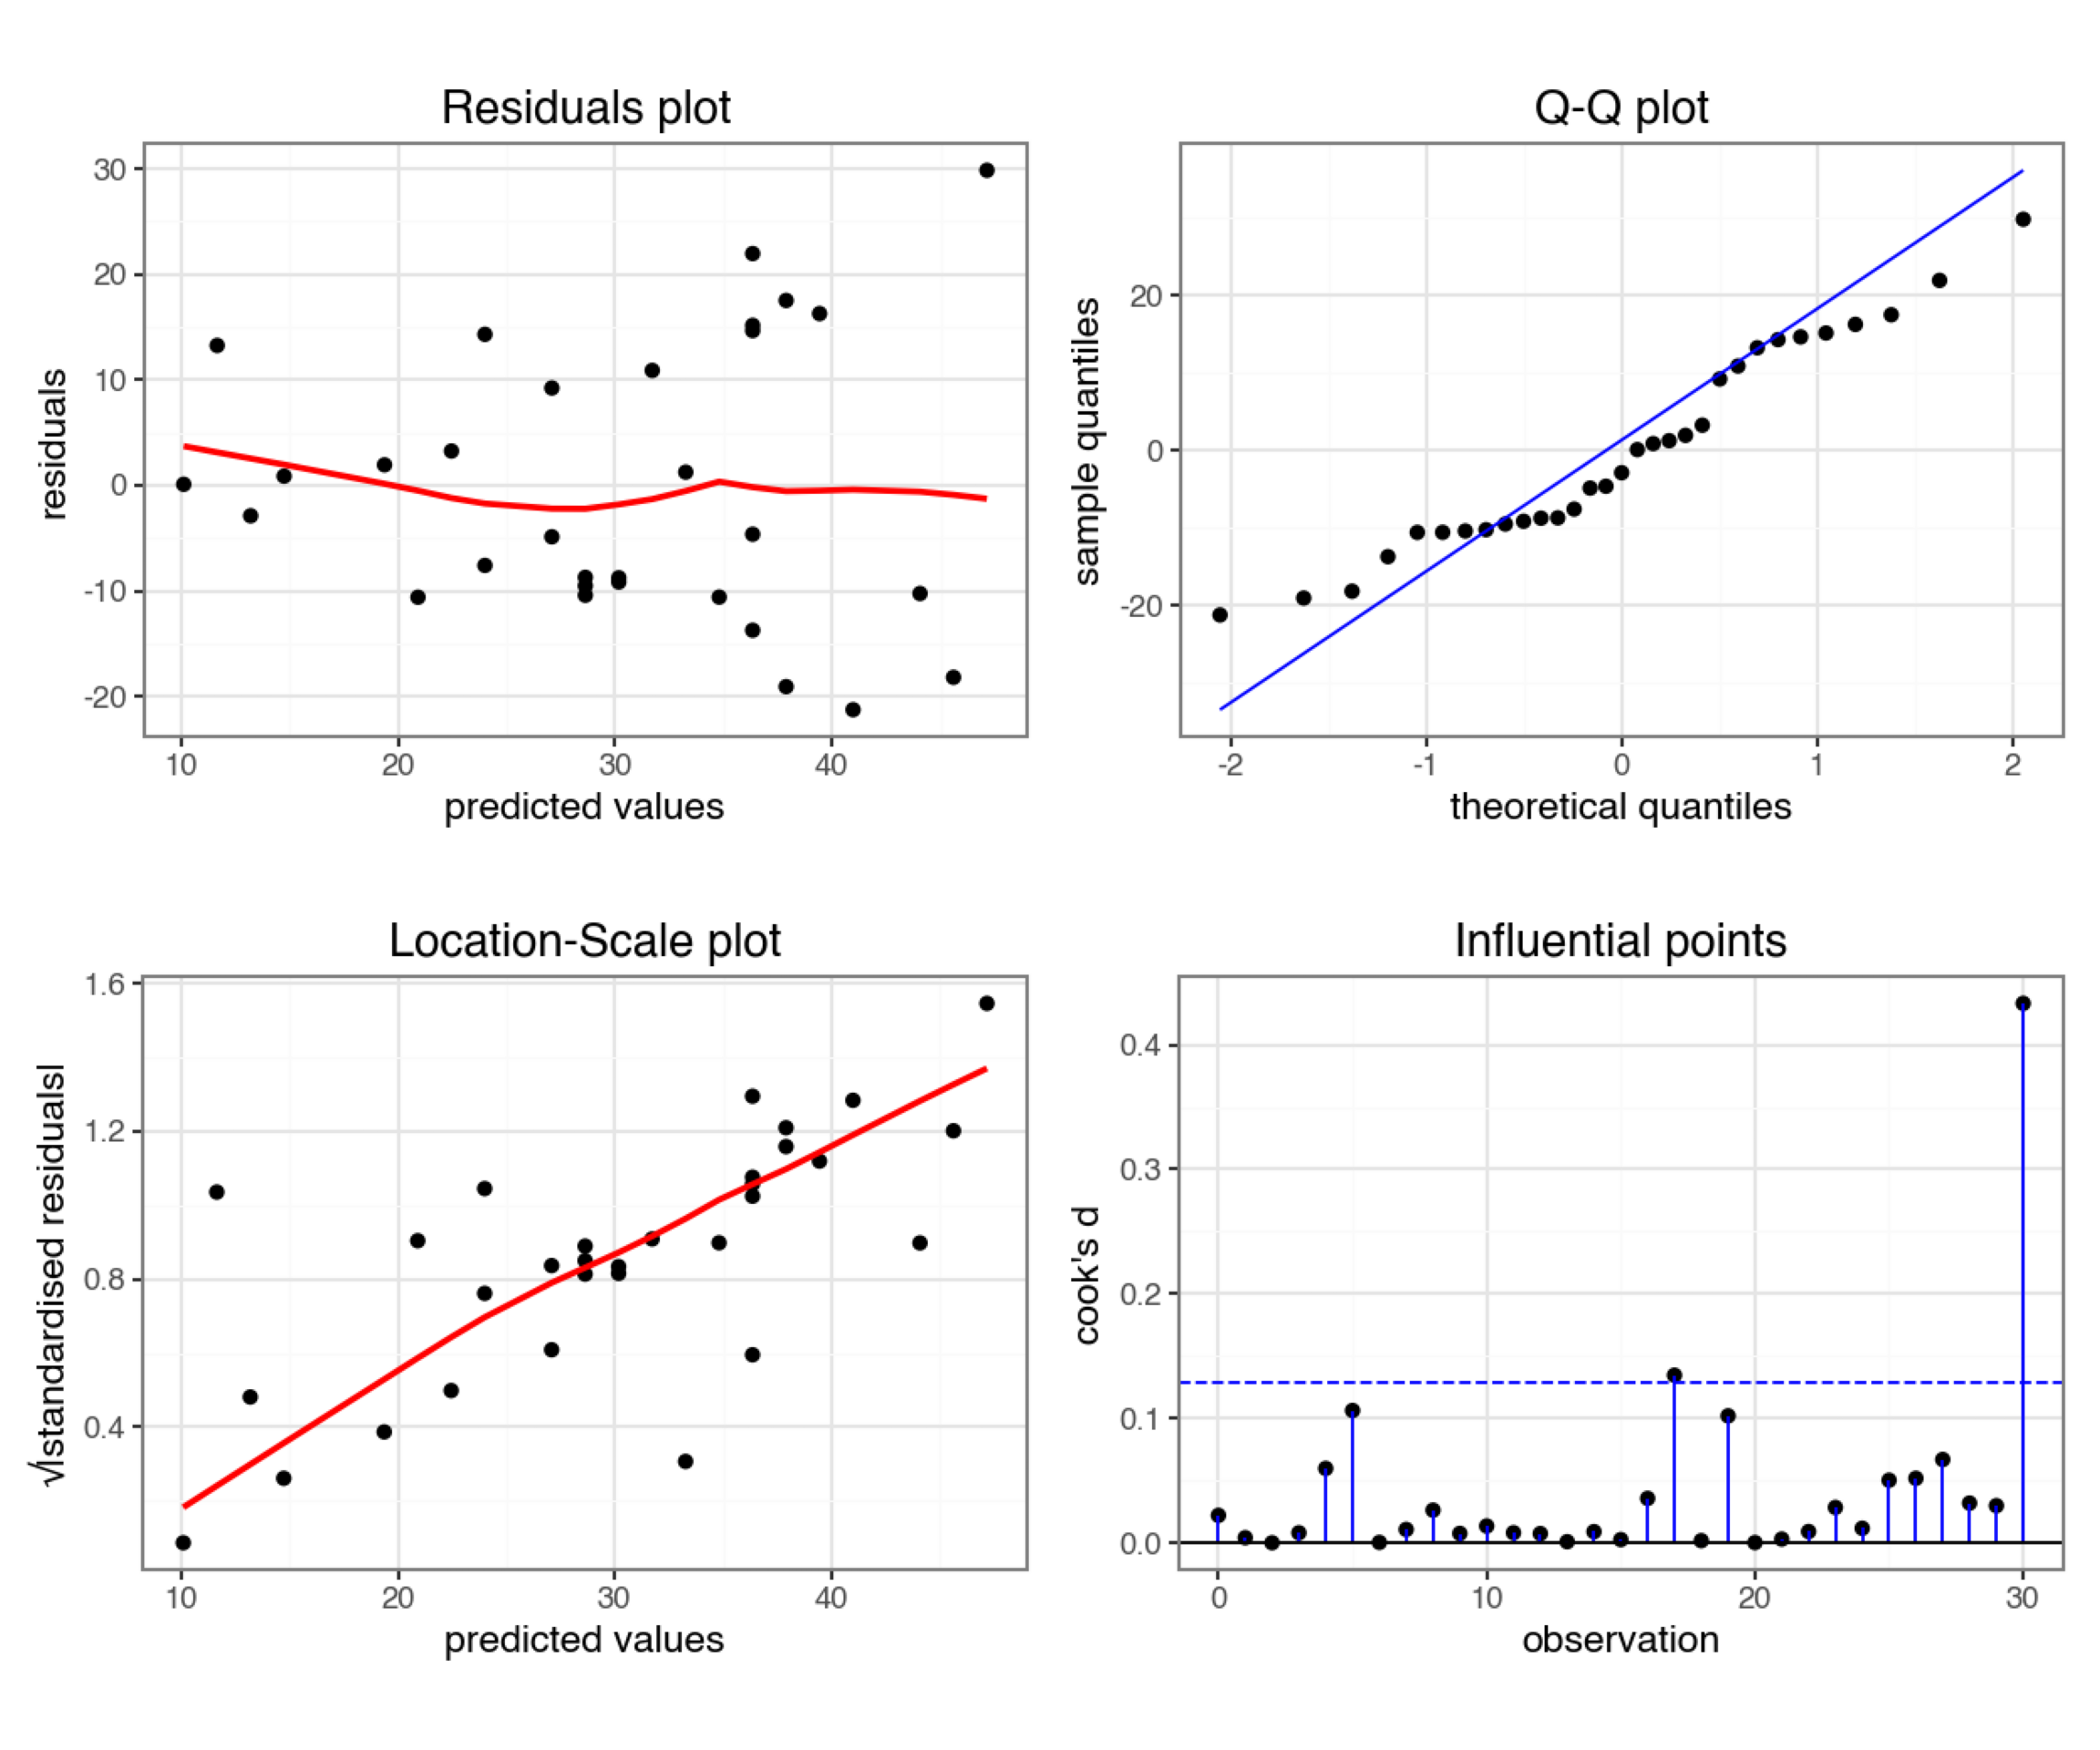 Residuals plot
30
20
10
0
-10
-20
residuals
10 20 30 40
predicted values
Q-Q plot
20
0
-20
sample quantiles
-2 -1 0 1 2
theoretical quantiles
Location-Scale plot
1.6
1.2
0.8
0.4
√|standardised residuals|
10 20 30 40
predicted values
Influential points
0.4
0.3
0.2
0.1
0.0
cook's d
0 10 20 30
observation